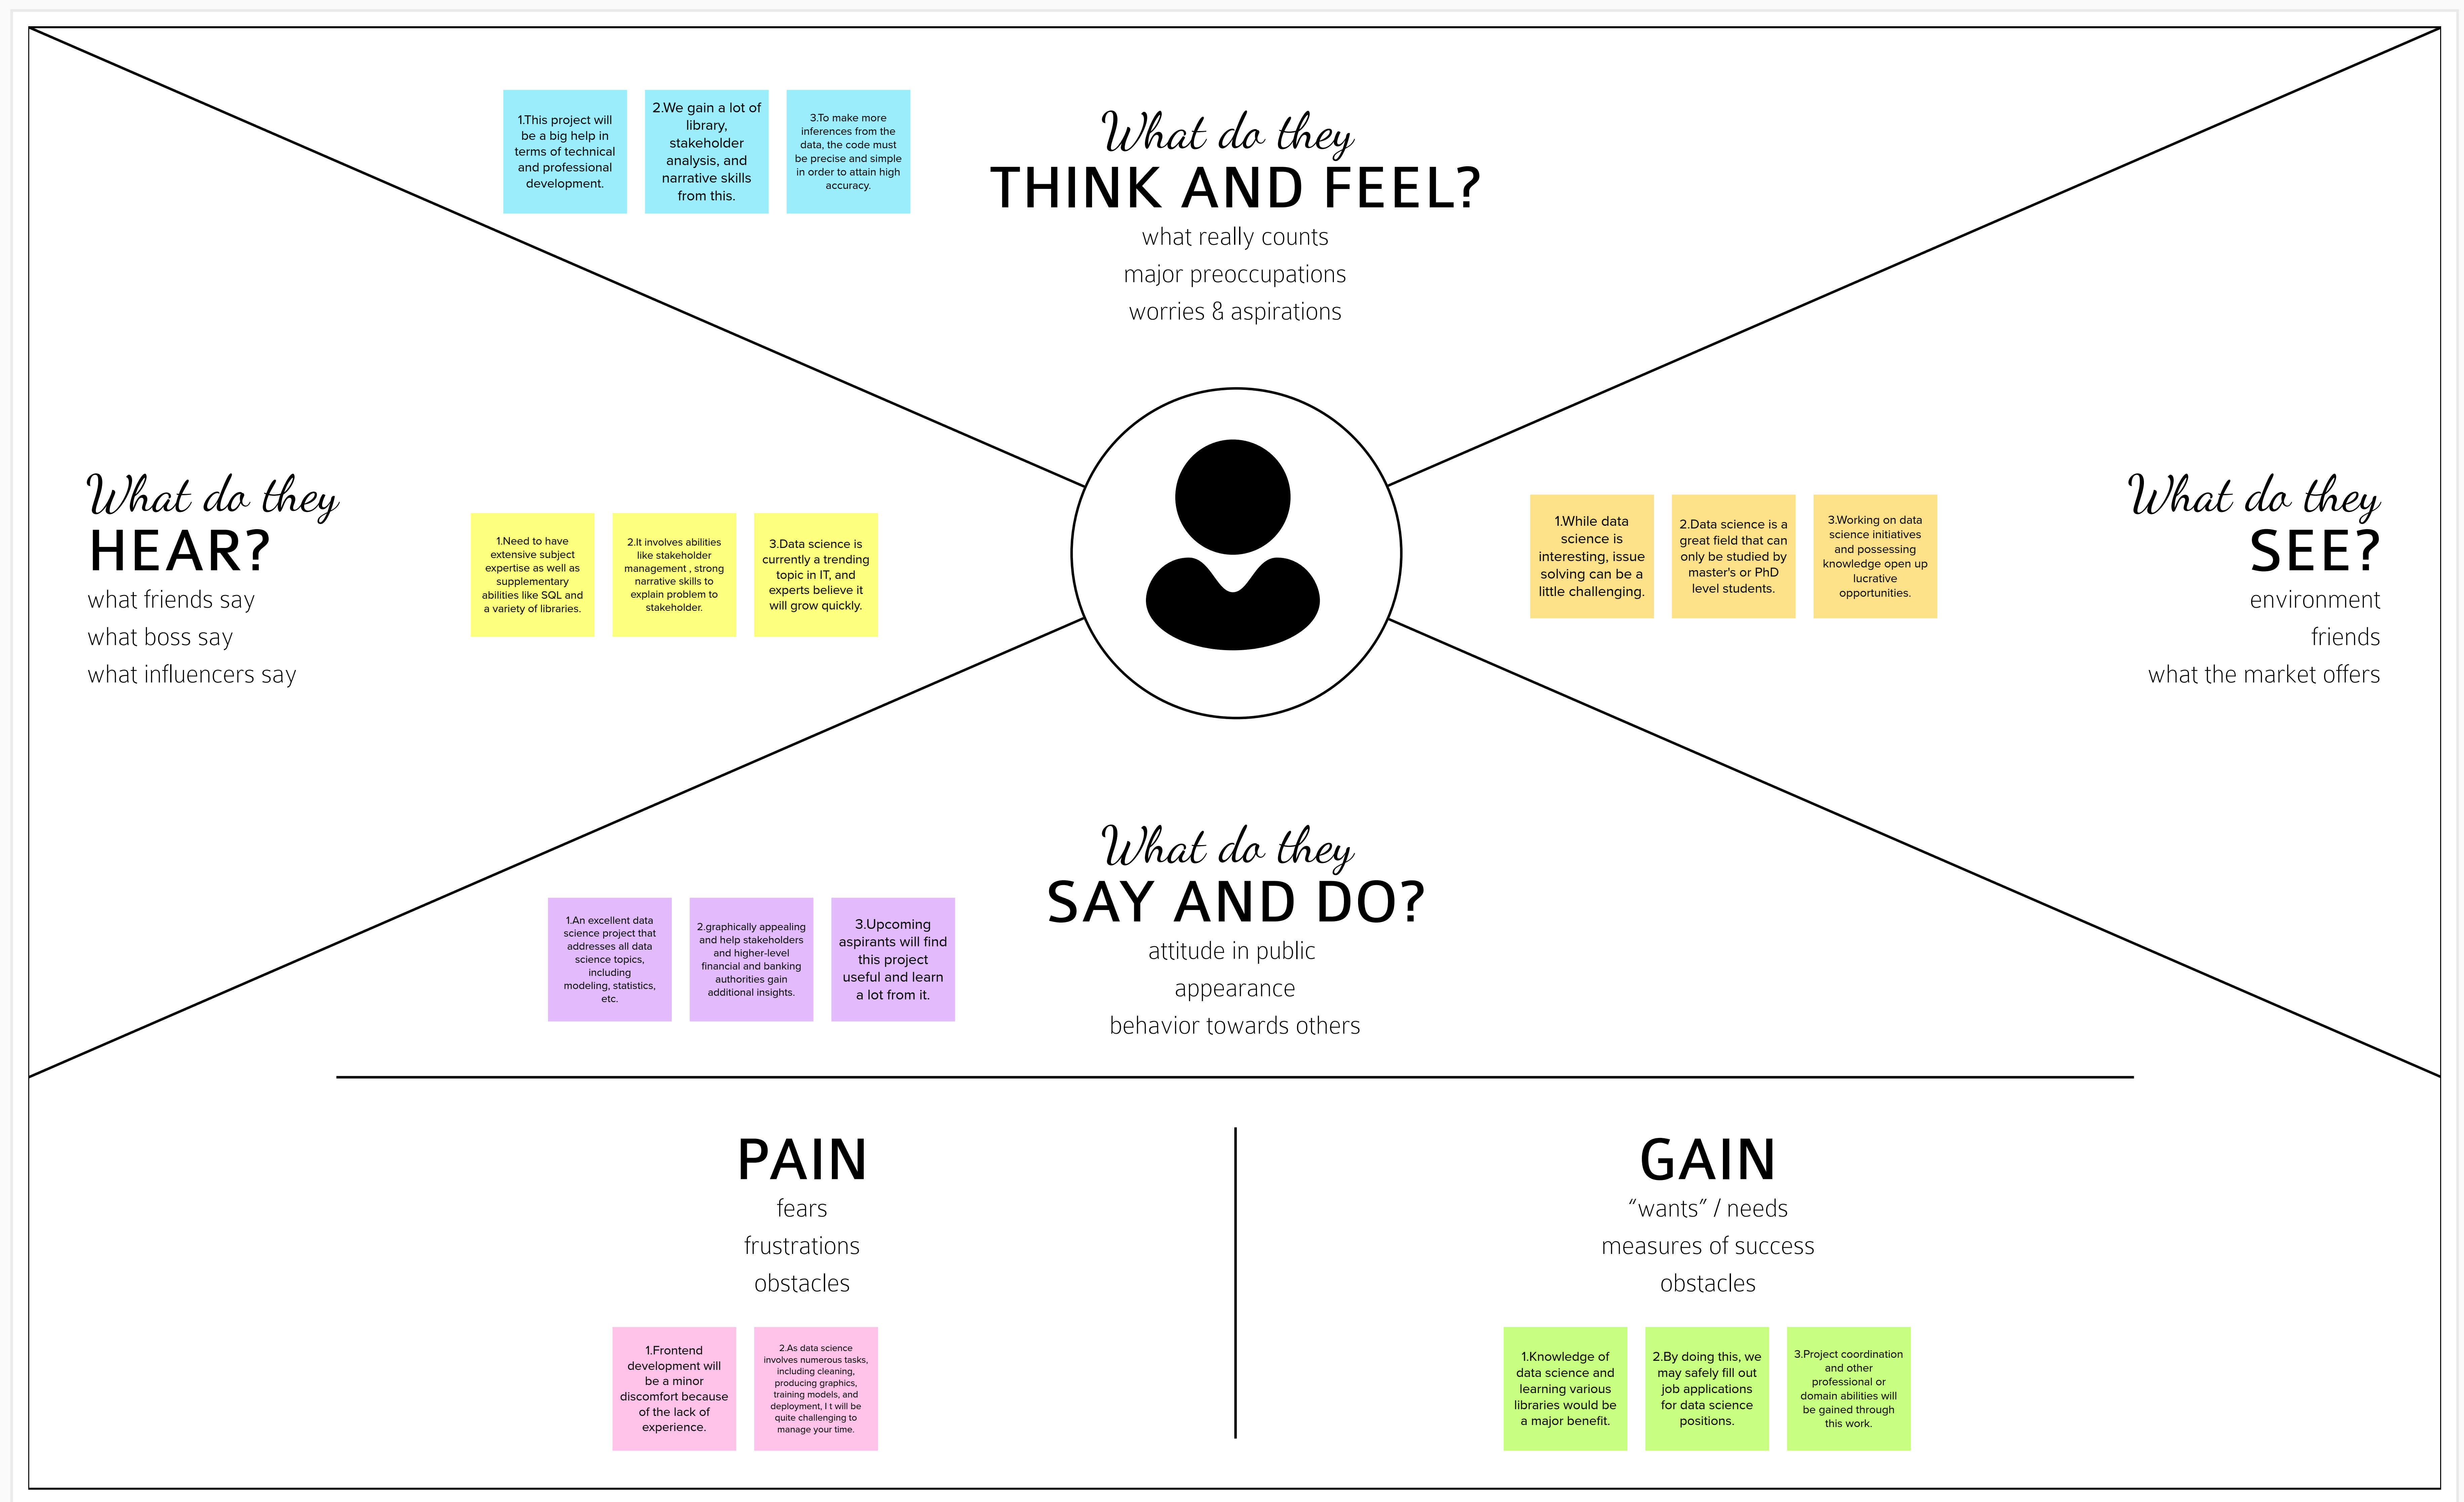 1.This project will
be a big help in
terms of technical
and professional
development.
2.We gain a lot of
library,
stakeholder
analysis, and
narrative skills
from this.
3.To make more
inferences from the
data, the code must
be precise and simple
in order to attain high
accuracy.
What do they
THINK AND FEEL?
what really counts
major preoccupations
worries & aspirations
What do they
HEAR?
what friends say
what boss say
what influencers say
1.Need to have
extensive subject
expertise as well as
supplementary
abilities like SQL and
a variety of libraries.
2.It involves abilities
like stakeholder
management , strong
narrative skills to
explain problem to
stakeholder.
3.Data science is
currently a trending
topic in IT, and
experts believe it
will grow quickly.
1.While data
science is
interesting, issue
solving can be a
little challenging.
2.Data science is a
great field that can
only be studied by
master's or PhD
level students.
3.Working on data
science initiatives
and possessing
knowledge open up
lucrative
opportunities.
What do they
SEE?
environment
friends
what the market offers
What do they
SAY AND DO?
attitude in public
appearance
behavior towards others
1.An excellent data
science project that
addresses all data
science topics,
including
modeling, statistics,
etc.
2.graphically appealing
and help stakeholders
and higher-level
financial and banking
authorities gain
additional insights.
3.Upcoming
aspirants will find
this project
useful and learn
a lot from it.
PAIN
fears
frustrations
obstacles
1.Frontend
development will
be a minor
discomfort because
of the lack of
experience.
2.As data science
involves numerous tasks,
including cleaning,
producing graphics,
training models, and
deployment, I t will be
quite challenging to
manage your time.
GAIN
“wants” / needs
measures of success
obstacles
1.Knowledge of
data science and
learning various
libraries would be
a major benefit.
2.By doing this, we
may safely fill out
job applications
for data science
positions.
3.Project coordination
and other
professional or
domain abilities will
be gained through
this work.